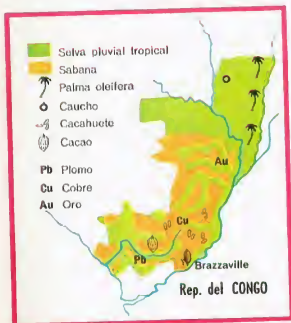 Selva pluvial tropical
Sabana
Palma oleífera
Caucho
Cacahuete
Cacao
Pb Plomo
Cu Cobre
Au Oro
Au
Cu
Pb
Brazzaville
Rep. del CONGO